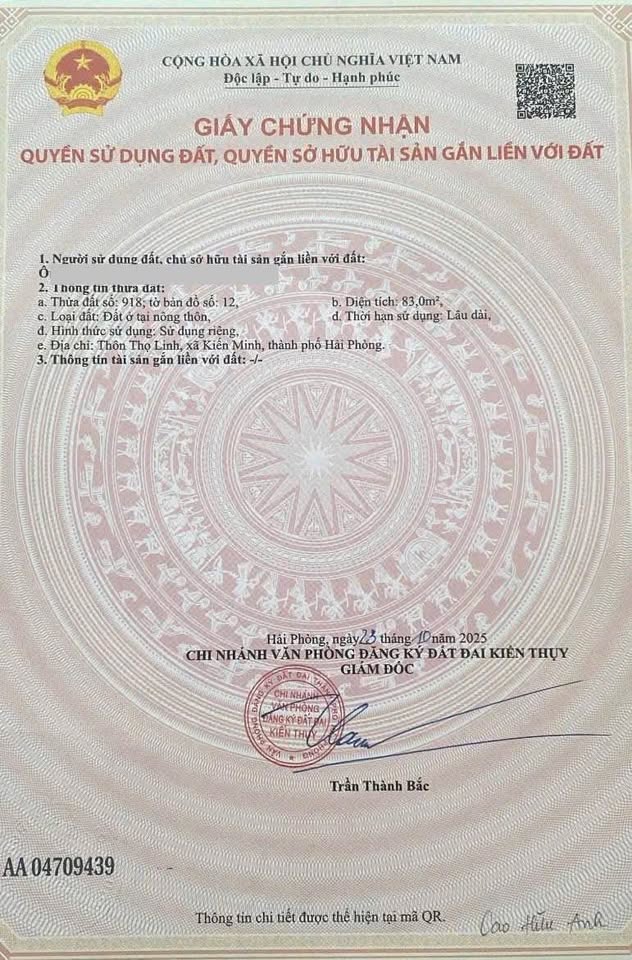 CỘNG HÒA XÃ HỘI CHỦ NGHĨA VIỆT NAM
Độc lập - Tự do - Hạnh phúc
GIẤY CHỨNG NHẬN
QUYỀN SỬ DỤNG ĐẤT, QUYỀN SỞ HỮU TÀI SẢN GẮN LIỀN VỚI ĐẤT
1. Người sử dụng đất, chủ sở hữu tài sản gắn liền với đất:
Ô
2. Thông tin thửa đất:
a. Thửa đất số: 918; tờ bản đồ số: 12, b. Diện tích: 83,0m²,
c. Loại đất: Đất ở tại nông thôn, d. Thời hạn sử dụng: Lâu dài,
đ. Hình thức sử dụng: Sử dụng riêng,
e. Địa chỉ: Thôn Thọ Linh, xã Kiến Minh, thành phố Hải Phòng.
3. Thông tin tài sản gắn liền với đất: -/-
Hải Phòng, ngày 23 tháng 10 năm 2025
CHI NHÁNH VĂN PHÒNG ĐĂNG KÝ ĐẤT ĐAI KIẾN THỤY
GIÁM ĐỐC
CHI NHÁNH
VĂN PHÒNG
ĐĂNG KÝ ĐẤT ĐAI
KIẾN THỤY
Trần Thành Bắc
AA 04709439
Thông tin chi tiết được thể hiện tại mã QR.
Cao Hữu Anh